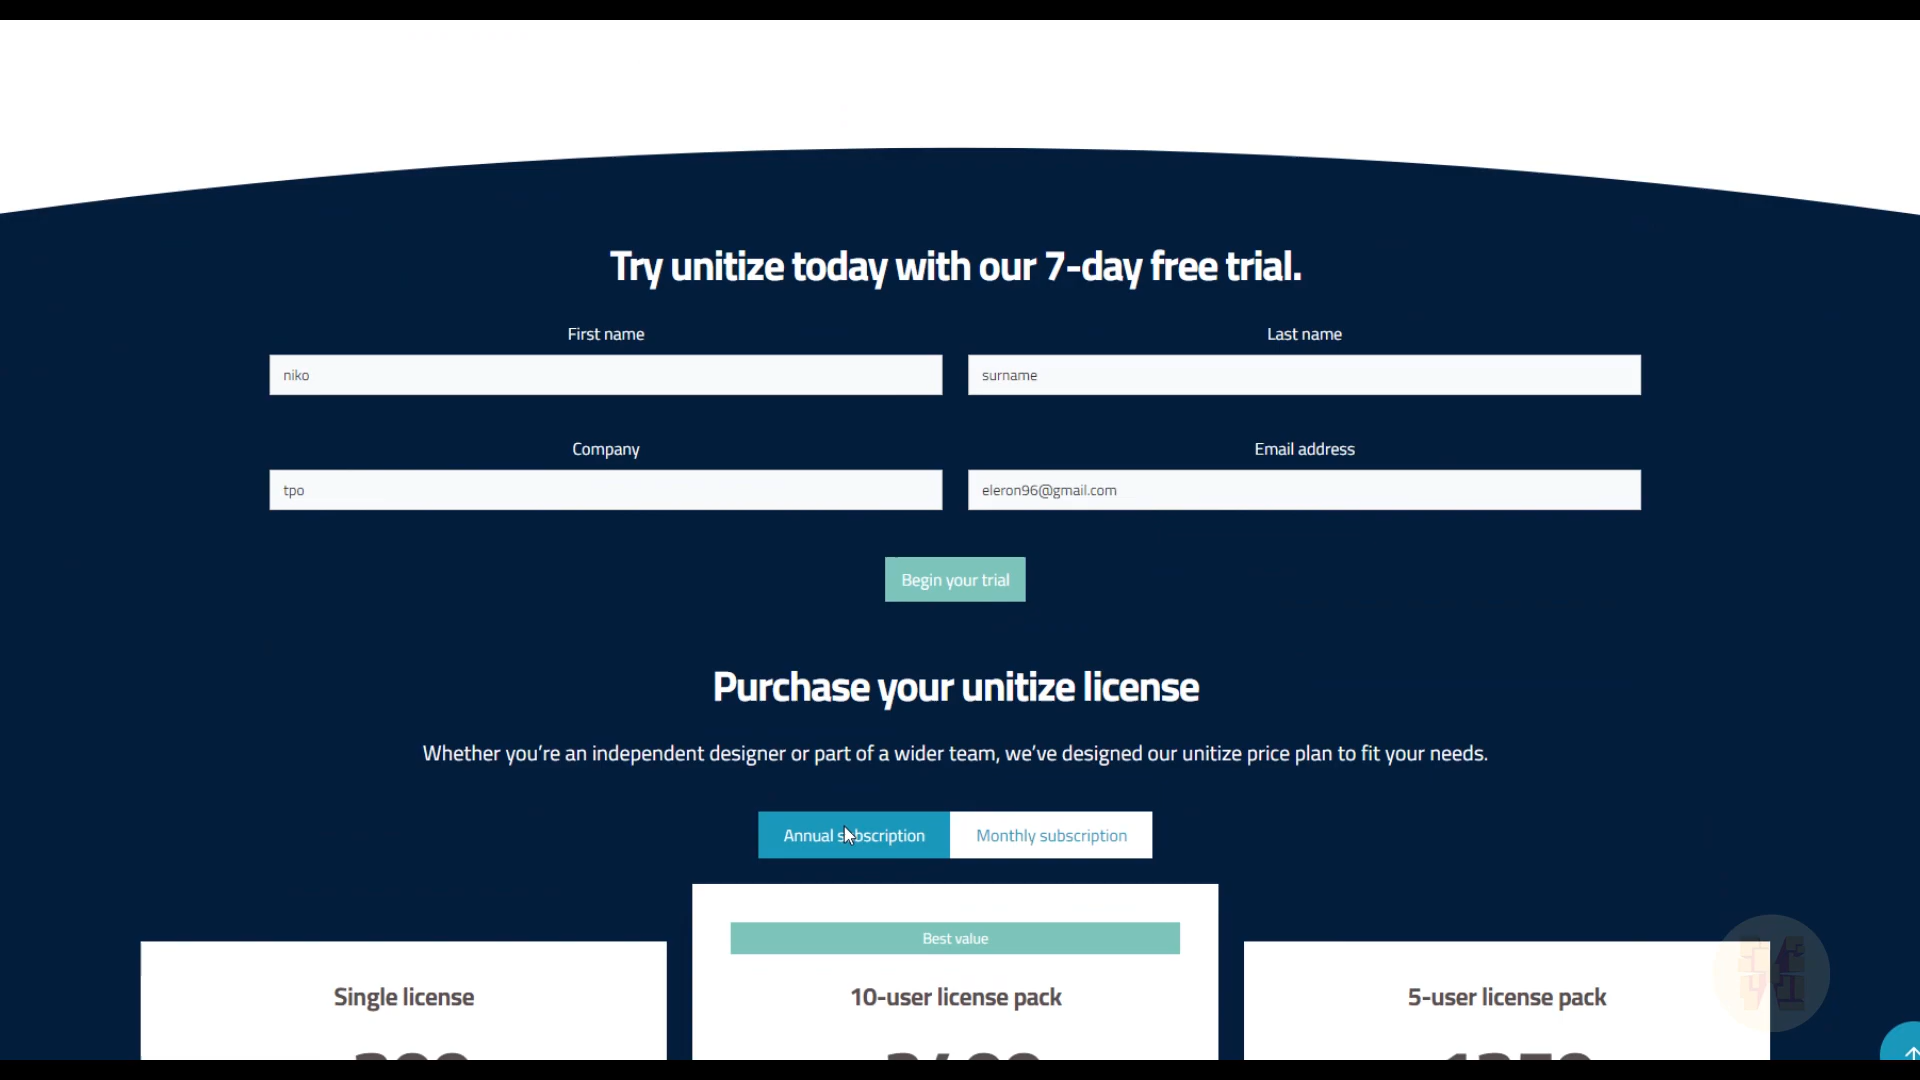 Try unitize today with our 7-day free trial.
First name
Last name
niko
surname
Company
Email address
tpo
eleron96@gmail.com
Begin your trial
Purchase your unitize license
Whether you’re an independent designer or part of a wider team, we’ve designed our unitize price plan to fit your needs.
Annual subscription
Monthly subscription
Best value
Single license
10-user license pack
5-user license pack